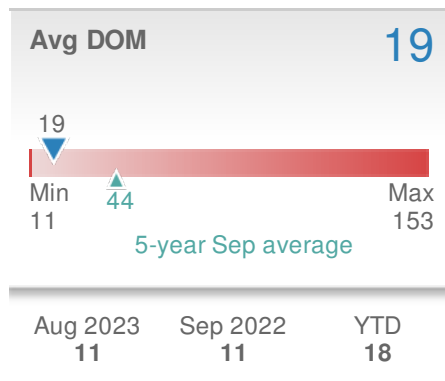 Avg DOM 19
19
Min Max
11 44 153
5-year Sep average
Aug 2023 Sep 2022 YTD
11 11 18